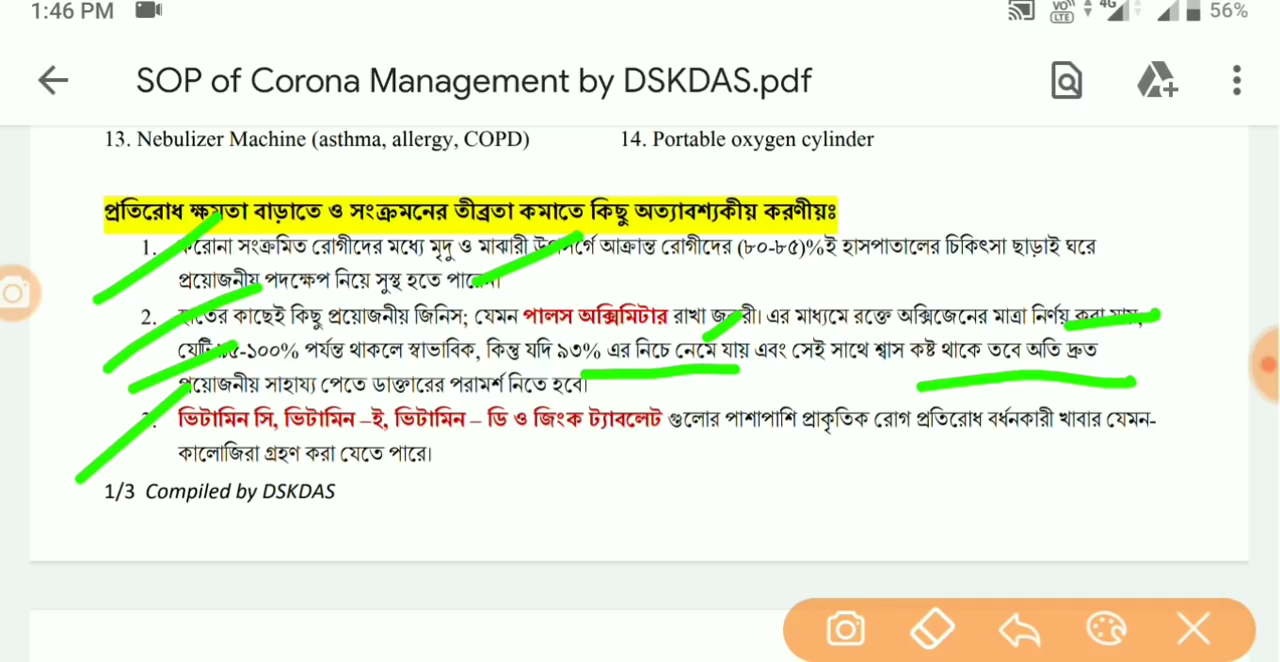 1:46 PM
VO)) LTE 4G 56%
SOP of Corona Management by DSKDAS.pdf
13. Nebulizer Machine (asthma, allergy, COPD) 14. Portable oxygen cylinder
প্রতিরোধ ক্ষমতা বাড়াতে ও সংক্রমনের তীব্রতা কমাতে কিছু অত্যাবশ্যকীয় করণীয়ঃ
1. করোনা সংক্রমিত রোগীদের মধ্যে মৃদু ও মাঝারী উপসর্গে আক্রান্ত রোগীদের (৮০-৮৫)%ই হাসপাতালের চিকিৎসা ছাড়াই ঘরে
প্রয়োজনীয় পদক্ষেপ নিয়ে সুস্থ হতে পারেন।
2. হাতের কাছেই কিছু প্রয়োজনীয় জিনিস; যেমন পালস অক্সিমিটার রাখা জরুরী। এর মাধ্যমে রক্তে অক্সিজেনের মাত্রা নির্ণয় করা যায়,
যেটি -১০০% পর্যন্ত থাকলে স্বাভাবিক, কিন্তু যদি ৯৩% এর নিচে নেমে যায় এবং সেই সাথে শ্বাস কষ্ট থাকে তবে অতি দ্রুত
প্রয়োজনীয় সাহায্য পেতে ডাক্তারের পরামর্শ নিতে হবে।
3. ভিটামিন সি, ভিটামিন –ই, ভিটামিন – ডি ও জিংক ট্যাবলেট গুলোর পাশাপাশি প্রাকৃতিক রোগ প্রতিরোধ বর্ধনকারী খাবার যেমন-
কালোজিরা গ্রহণ করা যেতে পারে।
1/3 Compiled by DSKDAS